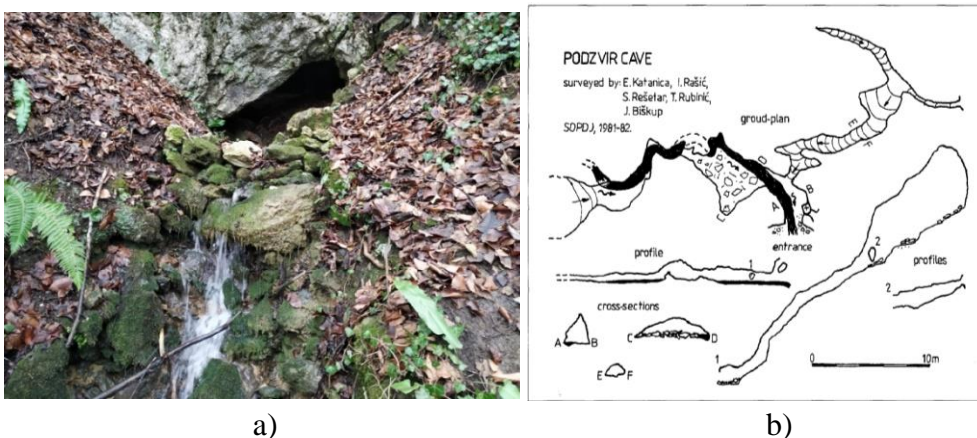 PODZVIR CAVE
surveyed by: E. Katanica, I. Rašić,
S. Rešetar, T. Rubinić,
J. Biškup
SOPDJ, 1981-82.
groud-plan
E
F
D
B
A
entrance
profile
1
2
profiles
2
cross-sections
A B
C D
E F
1
0 10m
a) b)